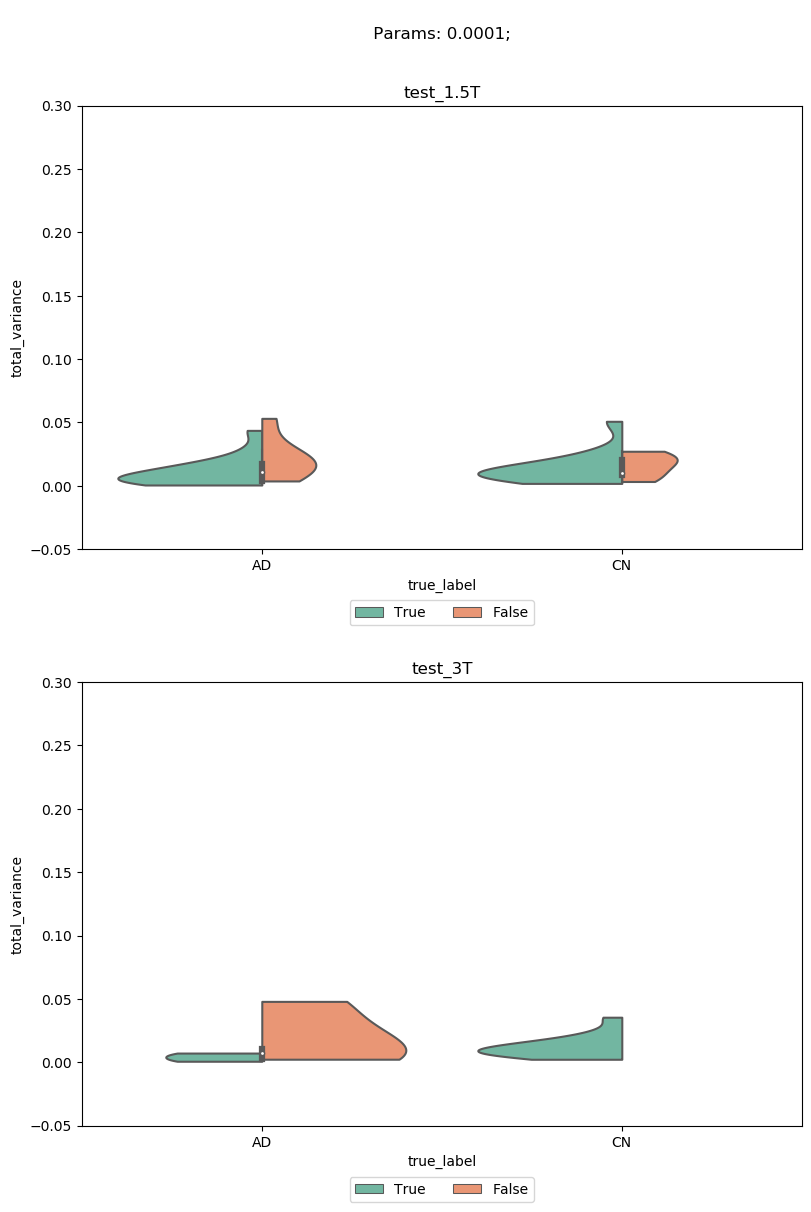 Params: 0.0001;
test_1.5T
0.30
0.25
0.20
0.15
0.10
0.05
0.00
−0.05
total_variance
AD CN
true_label
True False
test_3T
0.30
0.25
0.20
0.15
0.10
0.05
0.00
−0.05
total_variance
AD CN
true_label
True False